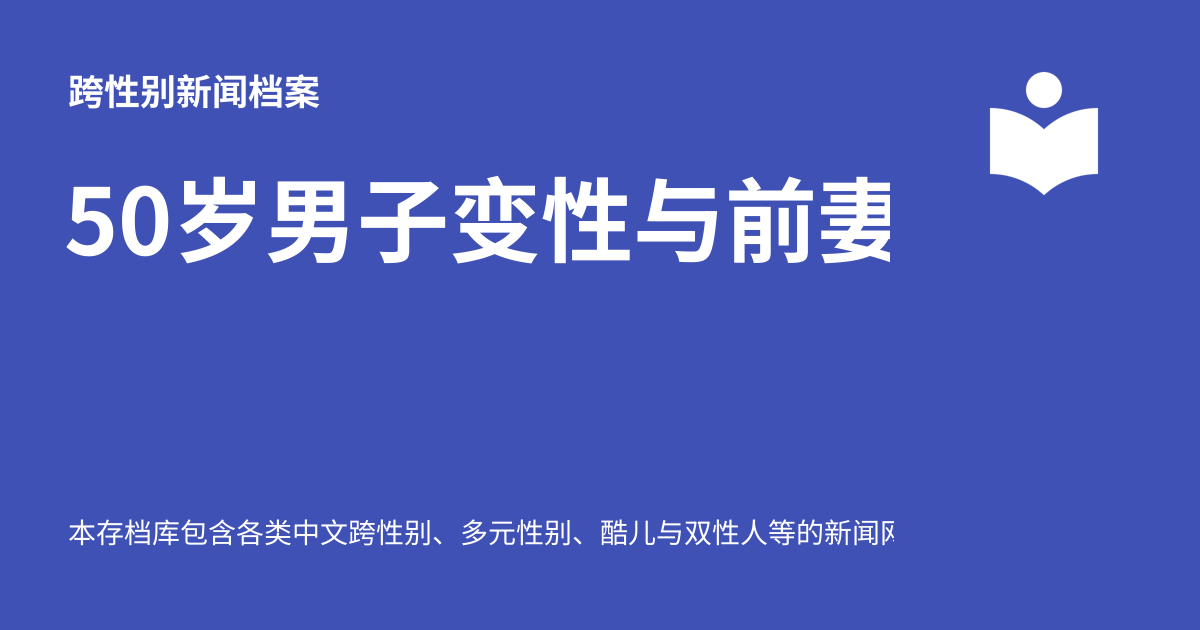 跨性别新闻档案
50岁男子变性与前妻
本存档库包含各类中文跨性别、多元性别、酷儿与双性人等的新闻网